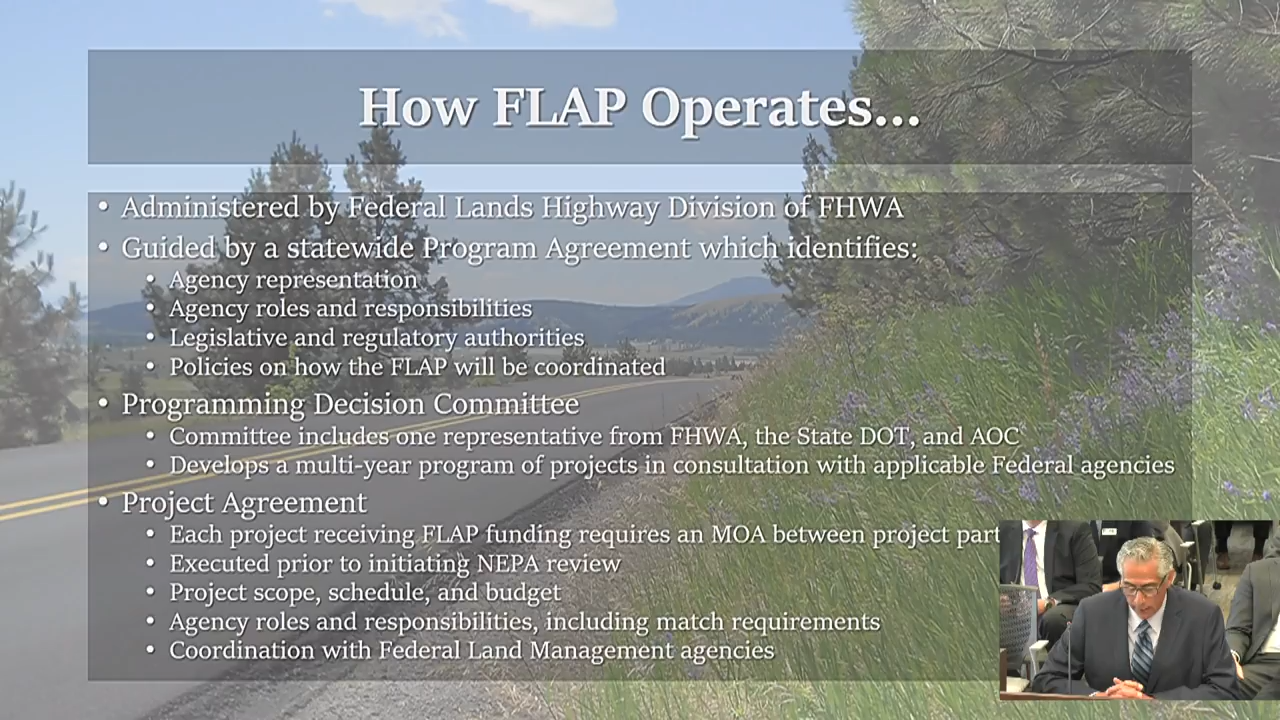 How FLAP Operates...
• Administered by Federal Lands Highway Division of FHWA
• Guided by a statewide Program Agreement which identifies:
• Agency representation
• Agency roles and responsibilities
• Legislative and regulatory authorities
• Policies on how the FLAP will be coordinated
• Programming Decision Committee
• Committee includes one representative from FHWA, the State DOT, and AOC
• Develops a multi-year program of projects in consultation with applicable Federal agencies
• Project Agreement
• Each project receiving FLAP funding requires an MOA between project part
• Executed prior to initiating NEPA review
• Project scope, schedule, and budget
• Agency roles and responsibilities, including match requirements
• Coordination with Federal Land Management agencies